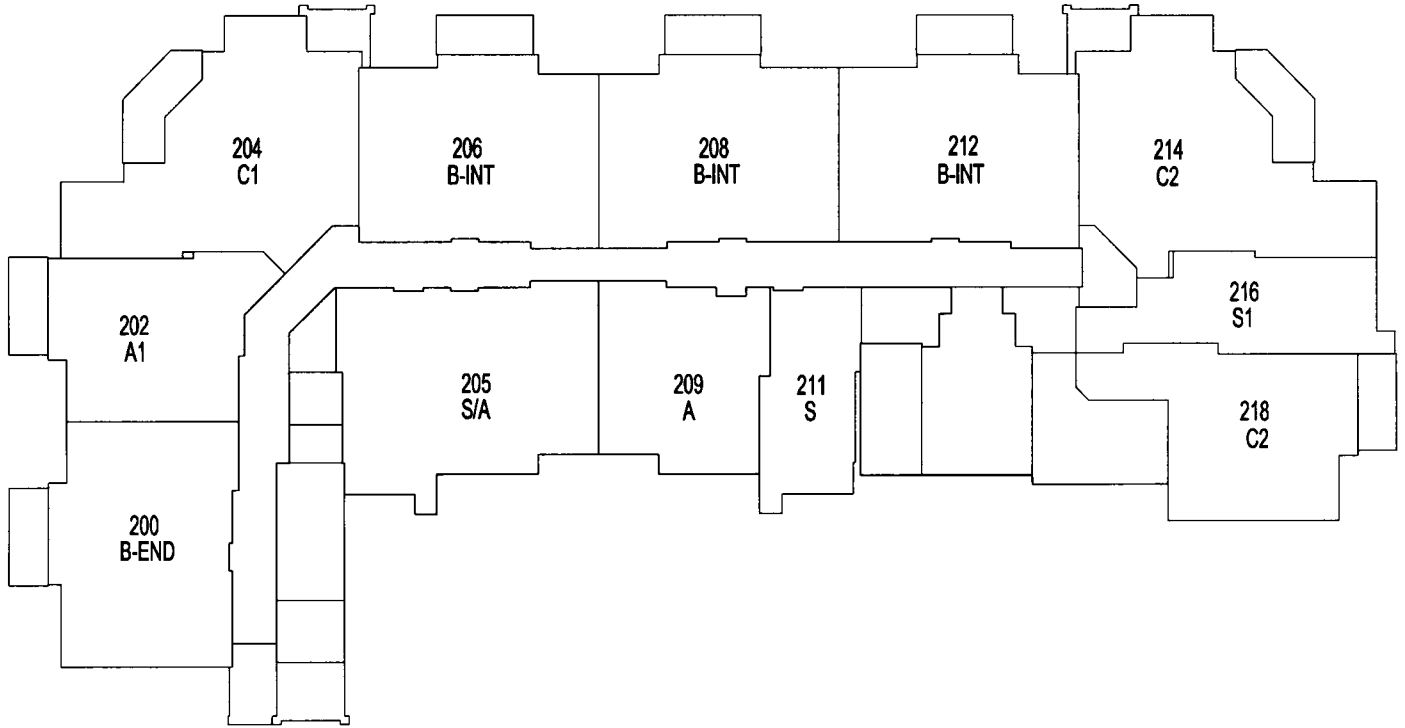 204
C1
206
B-INT
208
B-INT
212
B-INT
214
C2
202
A1
205
S/A
209
A
211
S
216
S1
218
C2
200
B-END